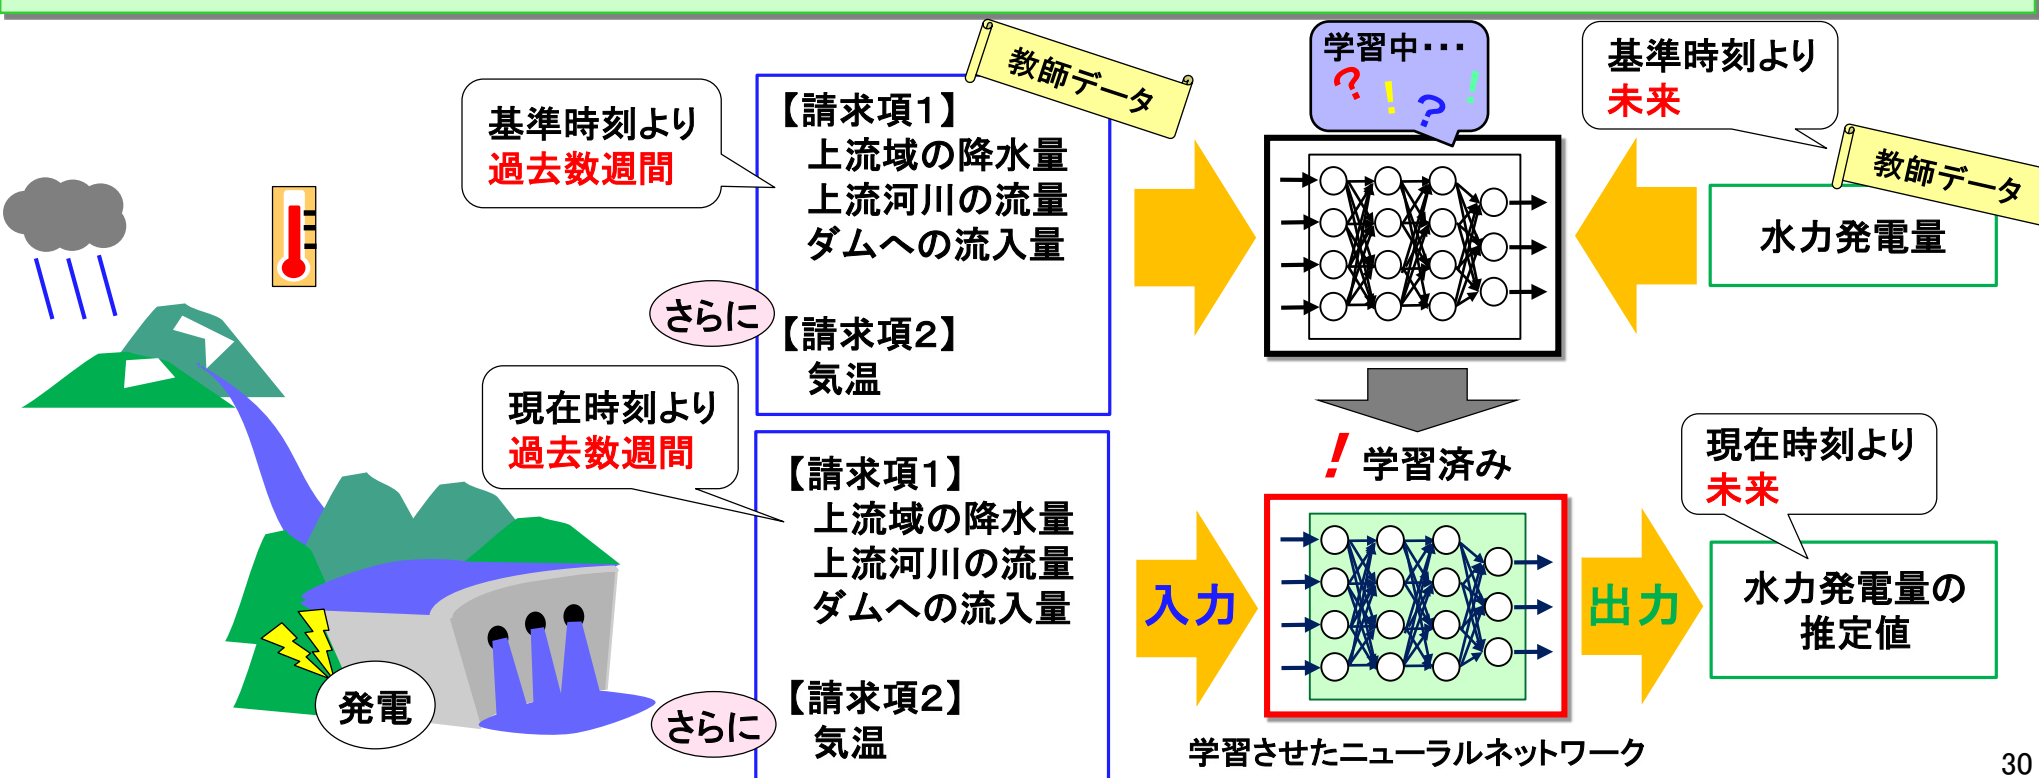 教師データ
学習中・・・
? ! ? !
基準時刻より
過去数週間
【請求項1】
上流域の降水量
上流河川の流量
ダムへの流入量
さらに
【請求項2】
気温
基準時刻より
未来
教師データ
水力発電量
! 学習済み
現在時刻より
過去数週間
【請求項1】
上流域の降水量
上流河川の流量
ダムへの流入量
さらに
【請求項2】
気温
発電
入力
出力
現在時刻より
未来
水力発電量の
推定値
学習させたニューラルネットワーク
30